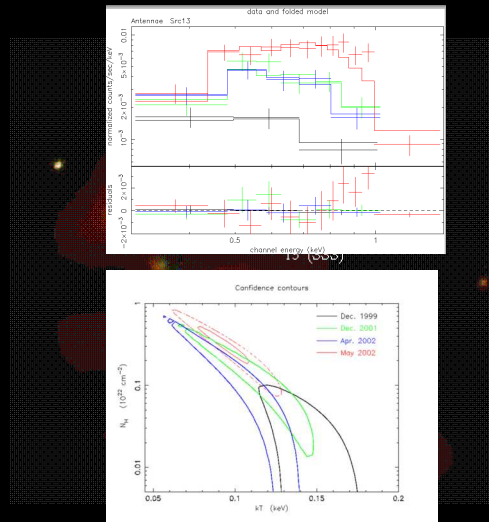 data and folded model
Antennae Src13
normalized counts/sec/keV
0.01
5×10⁻³
2×10⁻³
10⁻³
residuals
2×10⁻³
0
−2×10⁻³
0.5
1
channel energy (keV)
(SSS)
Confidence contours
Dec. 1999
Dec. 2001
Apr. 2002
May 2002
N_H (10²² cm⁻²)
1
0.1
0.01
0.05
0.1
0.15
0.2
kT (keV)